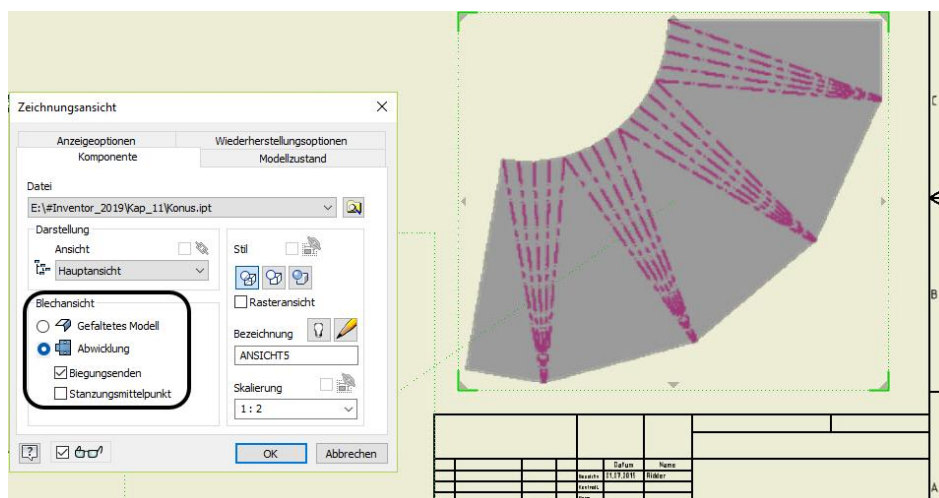 Zeichnungsansicht
Anzeigeoptionen
Wiederherstellungsoptionen
Komponente
Modellzustand
Datei
E:\#Inventor_2019\Kap_11\Konus.ipt
Darstellung
Ansicht
Hauptansicht
Stil
Rasteransicht
Blechansicht
Gefaltetes Modell
Abwicklung
Biegungsenden
Stanzungsmittelpunkt
Bezeichnung
ANSICHT5
Skalierung
1 : 2
?
OK
Abbrechen
C
B
A
Datum Name
Ridder